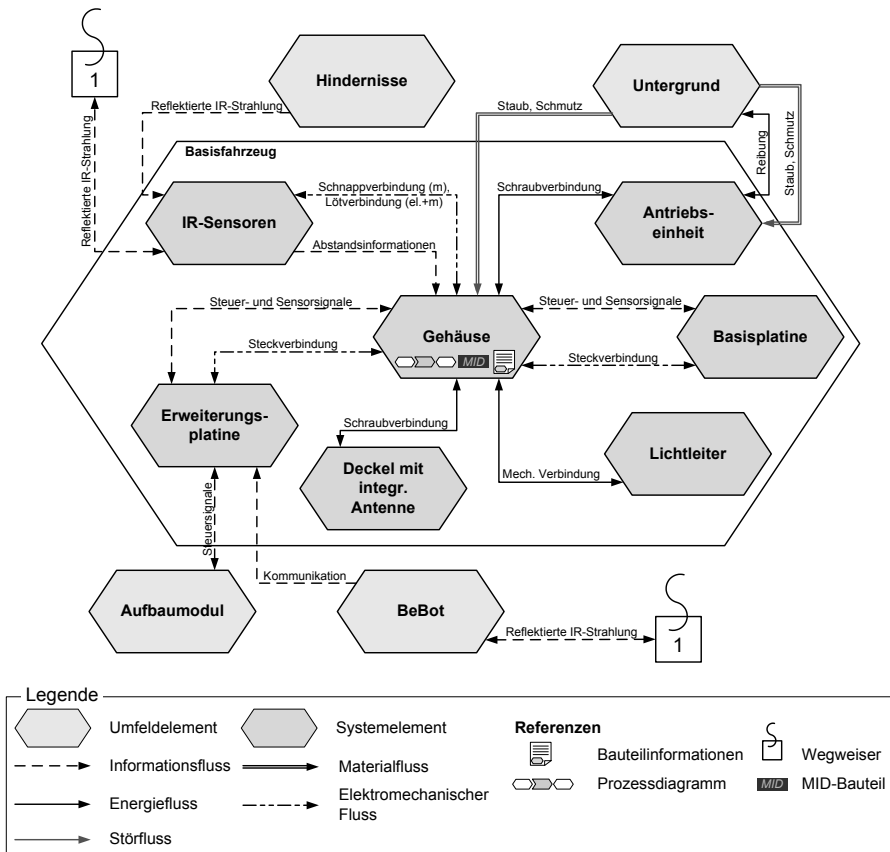 1
Hindernisse
Untergrund
Reflektierte IR-Strahlung
Staub, Schmutz
Reflektierte IR-Strahlung
Reibung
Staub, Schmutz
Basisfahrzeug
IR-Sensoren
Schnappverbindung (m),
Lötverbindung (el.+m)
Schraubverbindung
Antriebs-
einheit
Abstandsinformationen
Steuer- und Sensorsignale
Gehäuse
MID
Steuer- und Sensorsignale
Basisplatine
Steckverbindung
Steckverbindung
Erweiterungs-
platine
Schraubverbindung
Deckel mit
integr.
Antenne
Lichtleiter
Mech. Verbindung
Steuersignale
Kommunikation
Aufbaumodul
BeBot
Reflektierte IR-Strahlung
1
Legende
Umfeldelement
Systemelement
Referenzen
Bauteilinformationen
Wegweiser
Informationsfluss
Materialfluss
Prozessdiagramm
MID
MID-Bauteil
Energiefluss
Elektromechanischer
Fluss
Störfluss